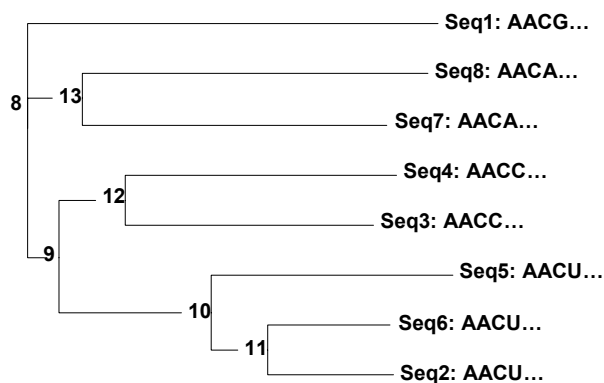 Seq1: AACG…
Seq8: AACA…
8
13
Seq7: AACA…
Seq4: AACC…
12
Seq3: AACC…
9
Seq5: AACU…
10
Seq6: AACU…
11
Seq2: AACU…